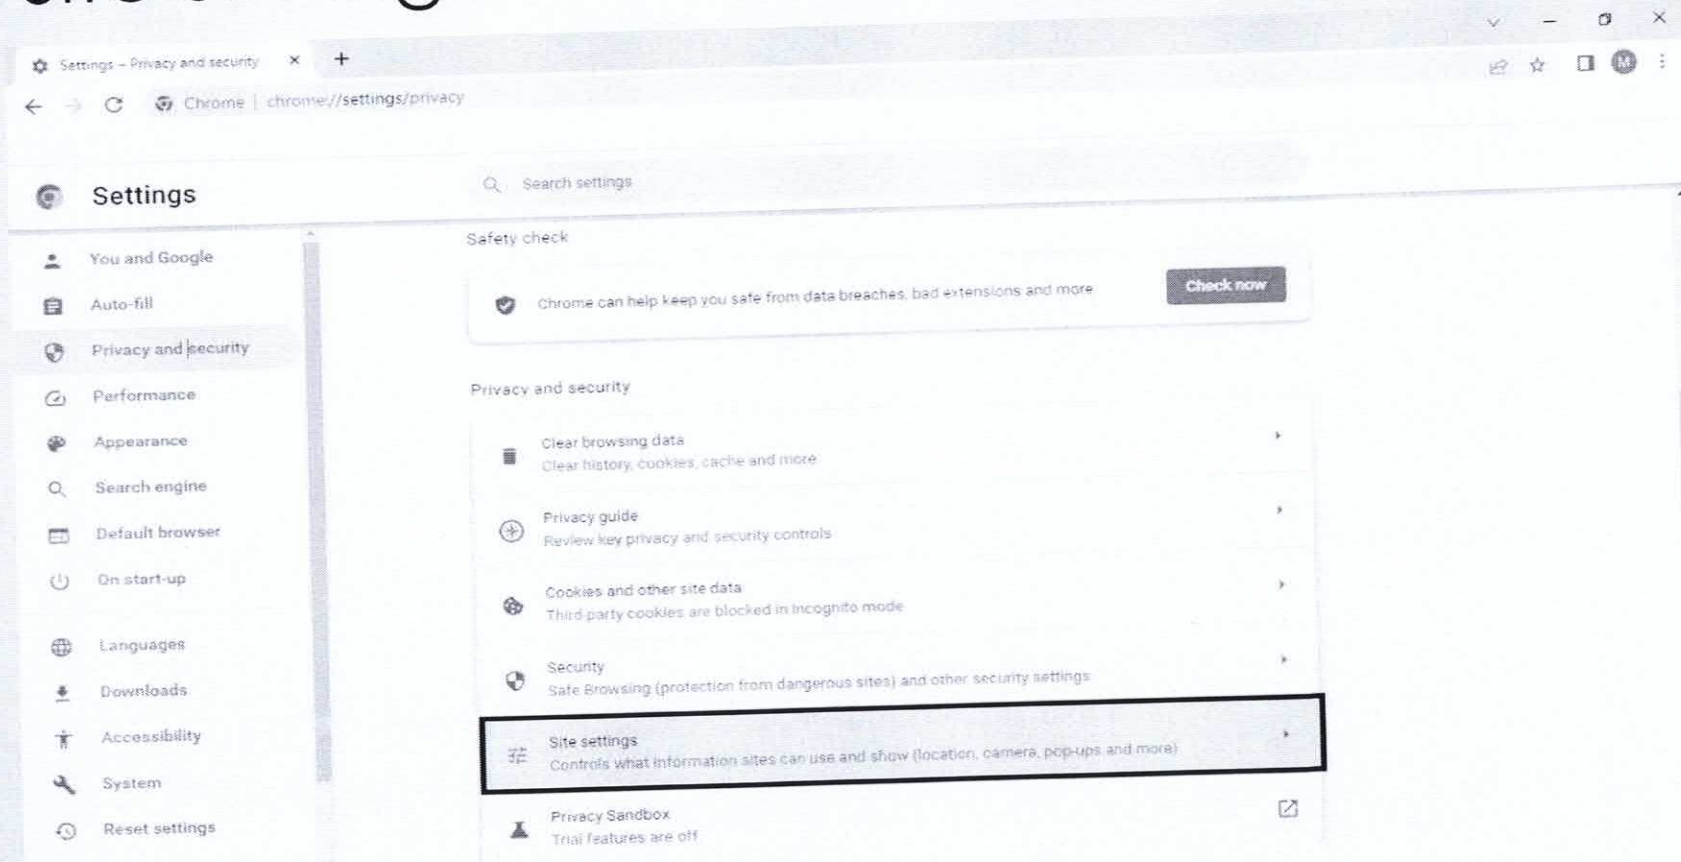 Settings – Privacy and security
Chrome | chrome://settings/privacy
M
Settings
Search settings
You and Google
Auto-fill
Privacy and security
Performance
Appearance
Search engine
Default browser
On start-up
Languages
Downloads
Accessibility
System
Reset settings
Safety check
Chrome can help keep you safe from data breaches, bad extensions and more
Check now
Privacy and security
Clear browsing data
Clear history, cookies, cache and more
Privacy guide
Review key privacy and security controls
Cookies and other site data
Third-party cookies are blocked in Incognito mode
Security
Safe Browsing (protection from dangerous sites) and other security settings
Site settings
Controls what information sites can use and show (location, camera, pop-ups and more)
Privacy Sandbox
Trial features are off